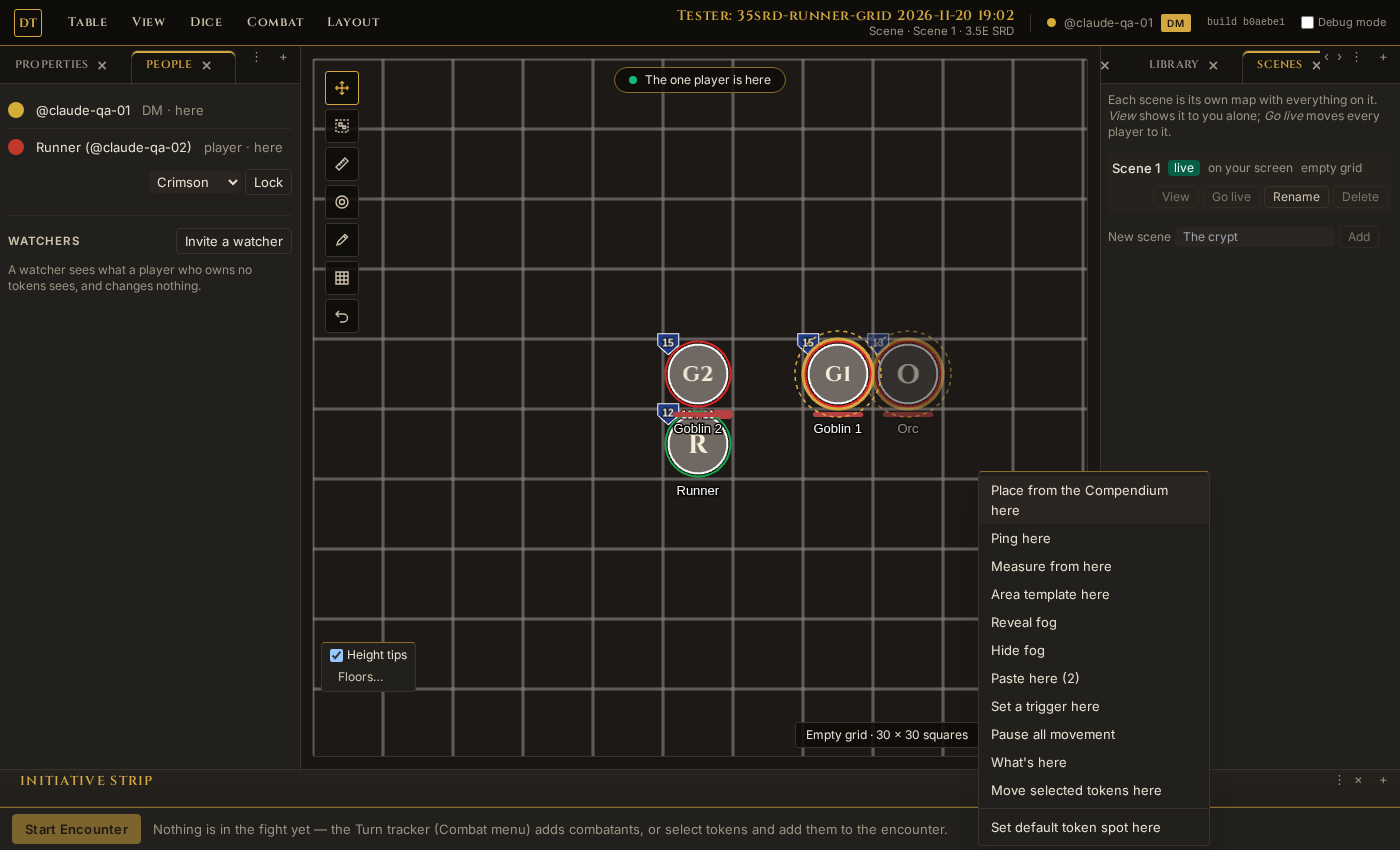 DT
TABLE
VIEW
DICE
COMBAT
LAYOUT
TESTER: 35SRD-RUNNER-GRID 2026-11-20 19:02
Scene · Scene 1 · 3.5E SRD
@claude-qa-01
DM
build b0aebe1
Debug mode
PROPERTIES
PEOPLE
@claude-qa-01 DM · here
Runner (@claude-qa-02) player · here
Crimson
Lock
WATCHERS
Invite a watcher
A watcher sees what a player who owns no
tokens sees, and changes nothing.
The one player is here
15
G2
Goblin 2
15
G1
Goblin 1
13
O
Orc
12
R
Runner
Height tips
Floors...
Empty grid · 30 × 30 squares
LIBRARY
SCENES
Each scene is its own map with everything on it.
View shows it to you alone; Go live moves every
player to it.
Scene 1 live on your screen empty grid
View
Go live
Rename
Delete
New scene
The crypt
Add
Place from the Compendium
here
Ping here
Measure from here
Area template here
Reveal fog
Hide fog
Paste here (2)
Set a trigger here
Pause all movement
What's here
Move selected tokens here
Set default token spot here
INITIATIVE STRIP
Start Encounter
Nothing is in the fight yet — the Turn tracker (Combat menu) adds combatants, or select tokens and add them to the encounter.